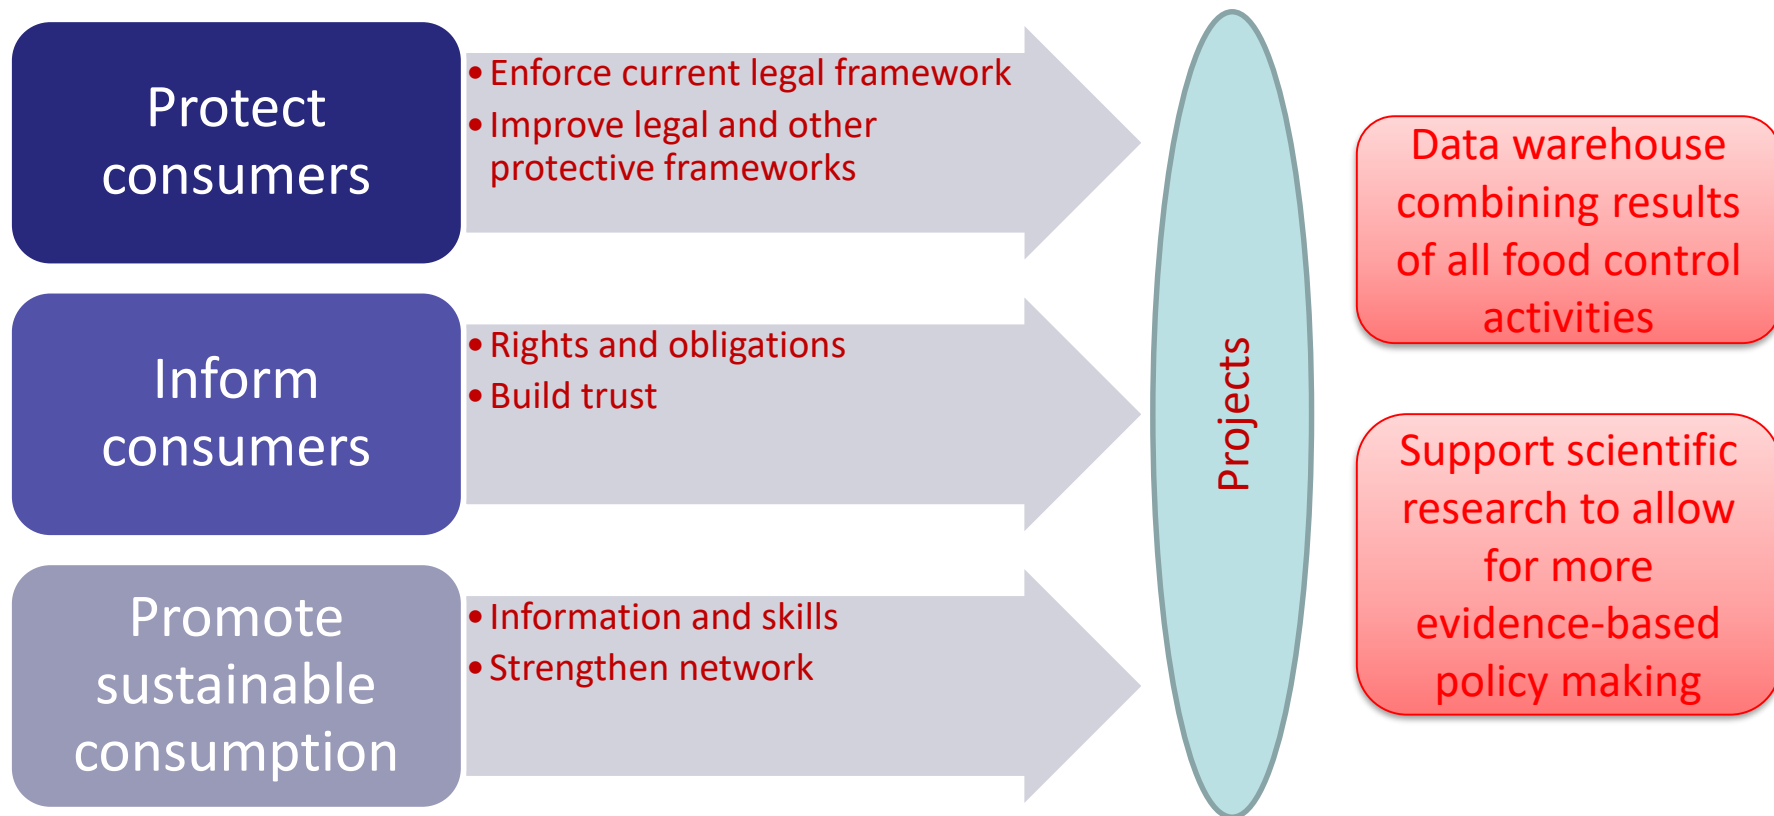 Protect
consumers
• Enforce current legal framework
• Improve legal and other
protective frameworks
Inform
consumers
• Rights and obligations
• Build trust
Promote
sustainable
consumption
• Information and skills
• Strengthen network
Projects
Data warehouse
combining results
of all food control
activities
Support scientific
research to allow
for more
evidence-based
policy making